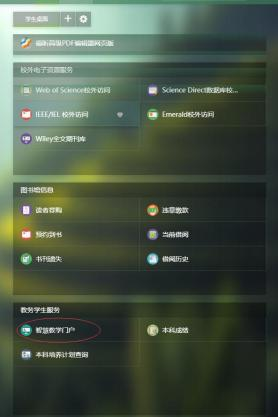 学生桌面
福昕高级PDF编辑器网页版
校外电子资源服务
Web of Science校外访问
Science Direct数据库校...
IEEE/IEL 校外访问
Emerald校外访问
Wiley全文期刊库
图书馆信息
读者荐购
违章缴款
预约到书
当前借阅
书刊遗失
借阅历史
教务学生服务
智慧教学门户
本科成绩
本科培养计划查询